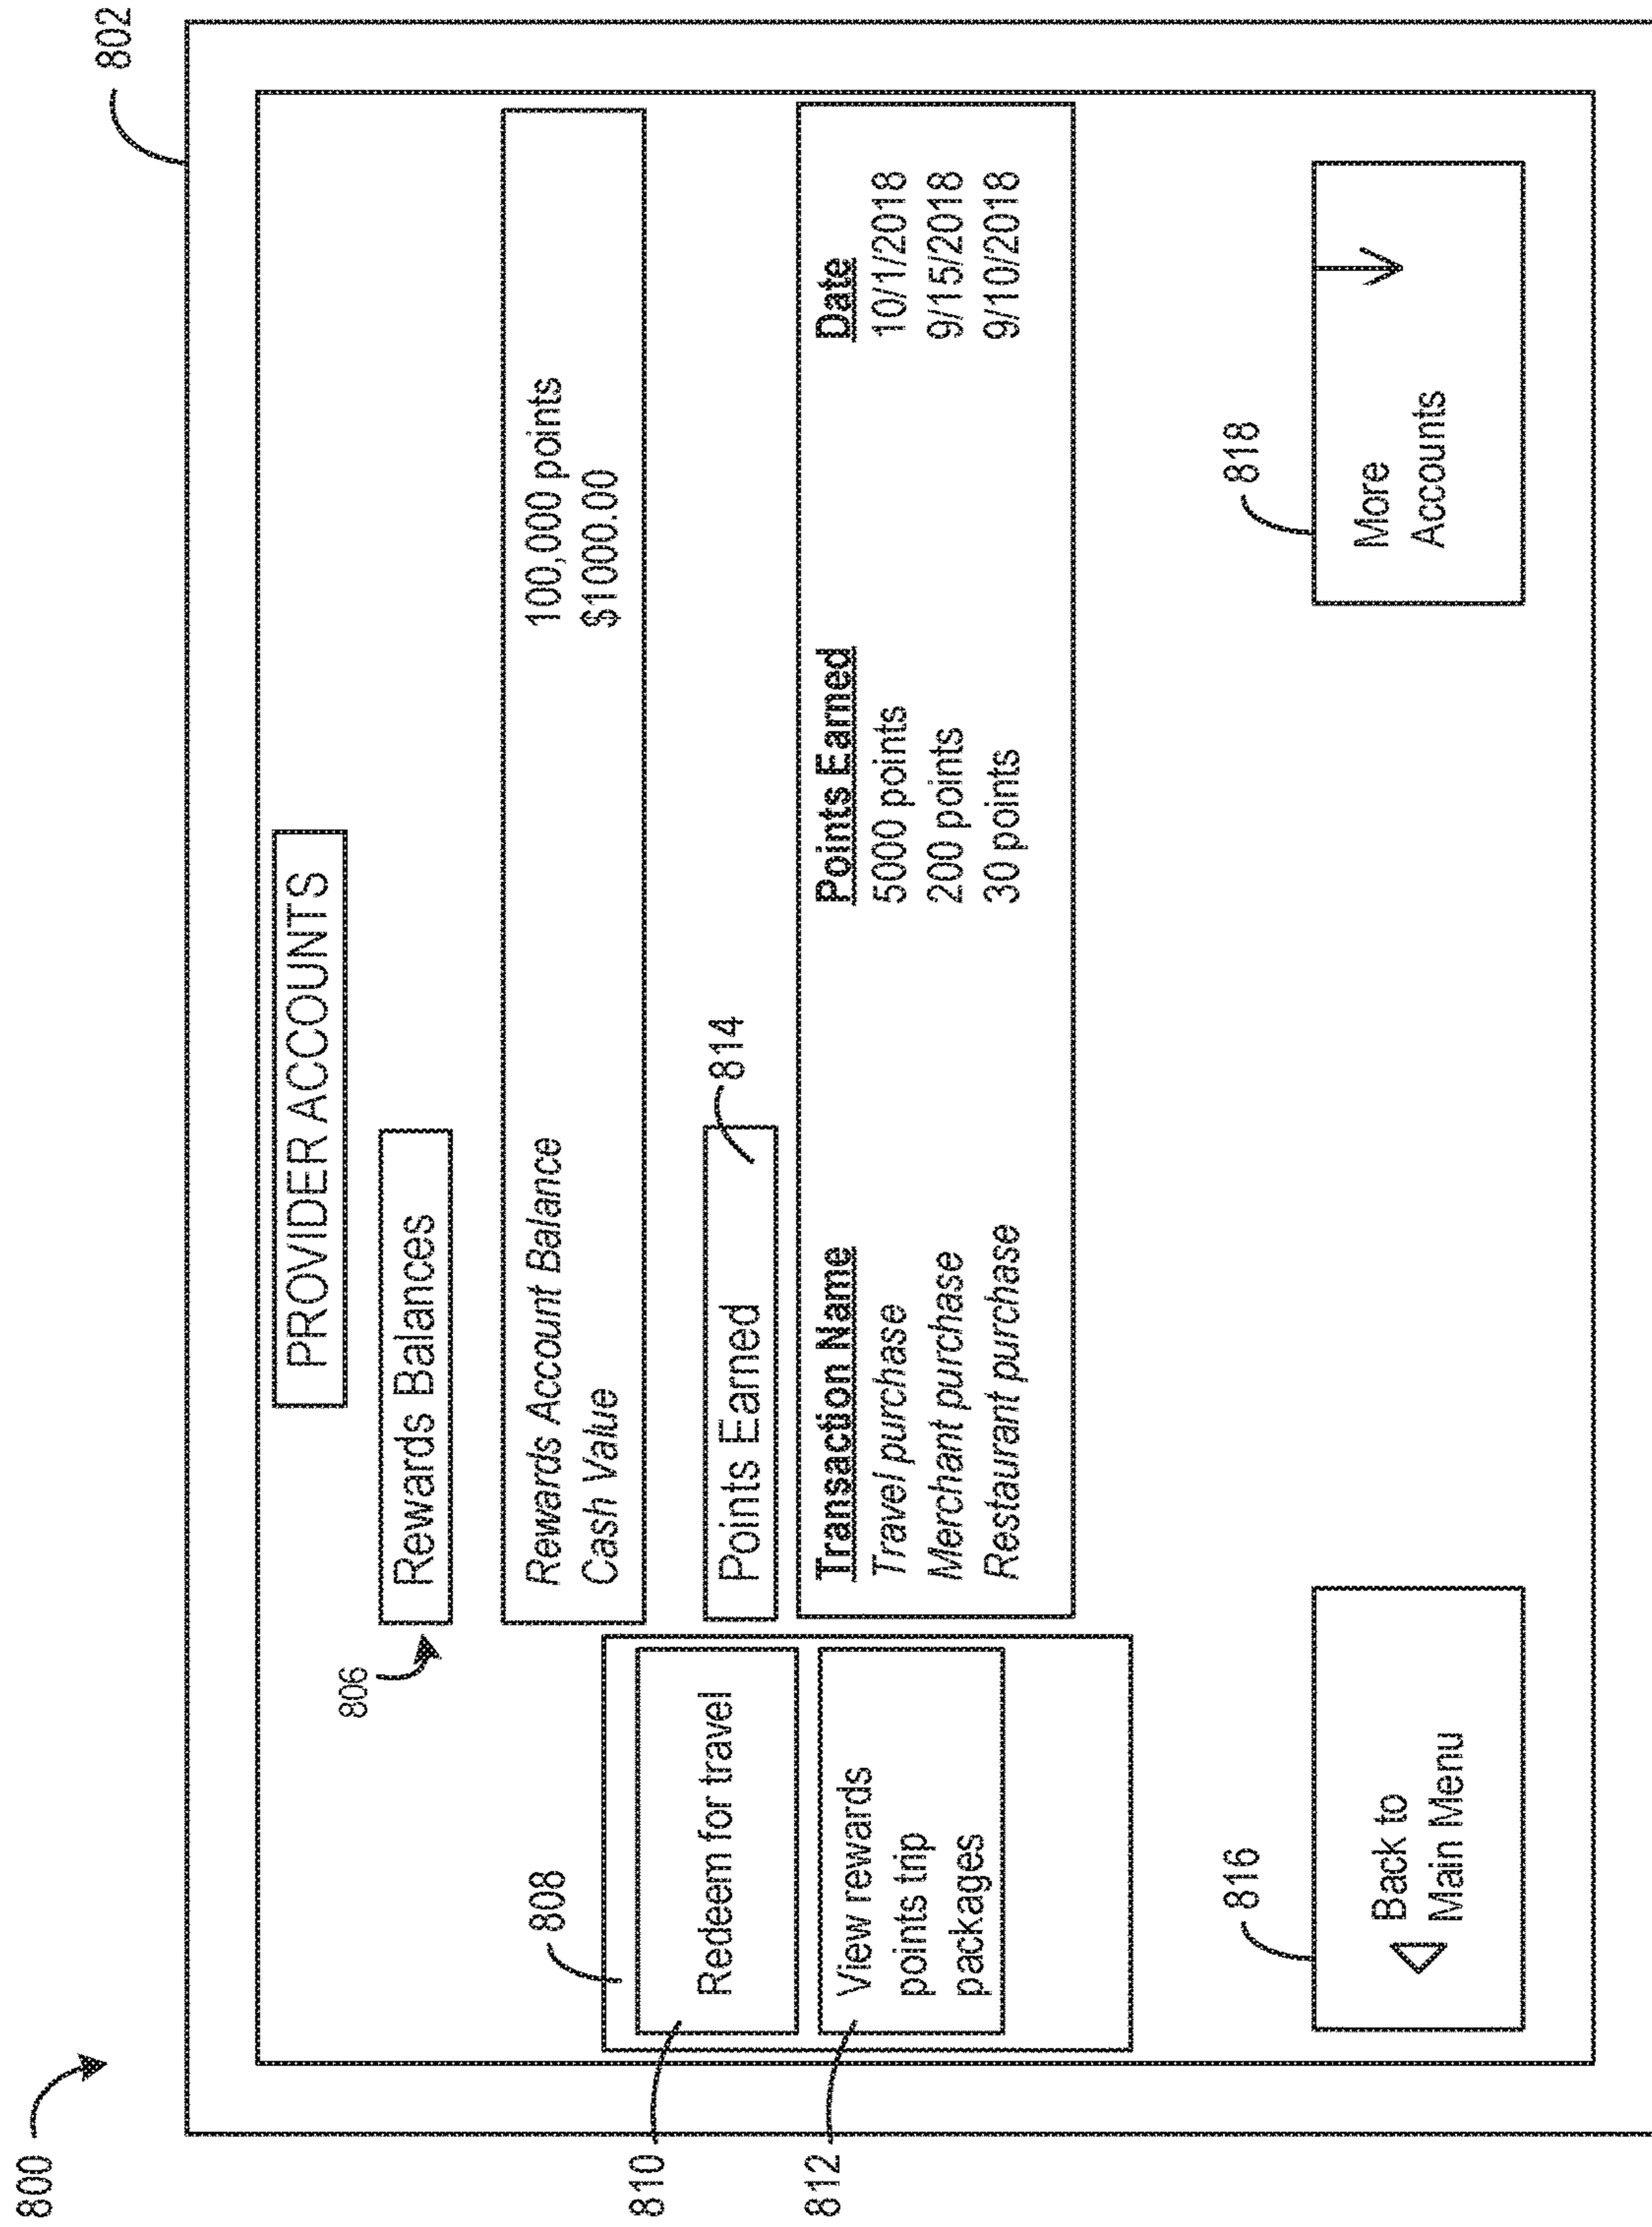 800
802
PROVIDER ACCOUNTS
806
Rewards Balances
Rewards Account Balance 100,000 points
Cash Value $1000.00
808
810
Redeem for travel
812
View rewards
points trip
packages
Points Earned
814
Transaction Name Points Earned Date
Travel purchase 5000 points 10/1/2018
Merchant purchase 200 points 9/15/2018
Restaurant purchase 30 points 9/10/2018
816
Back to
Main Menu
818
More
Accounts